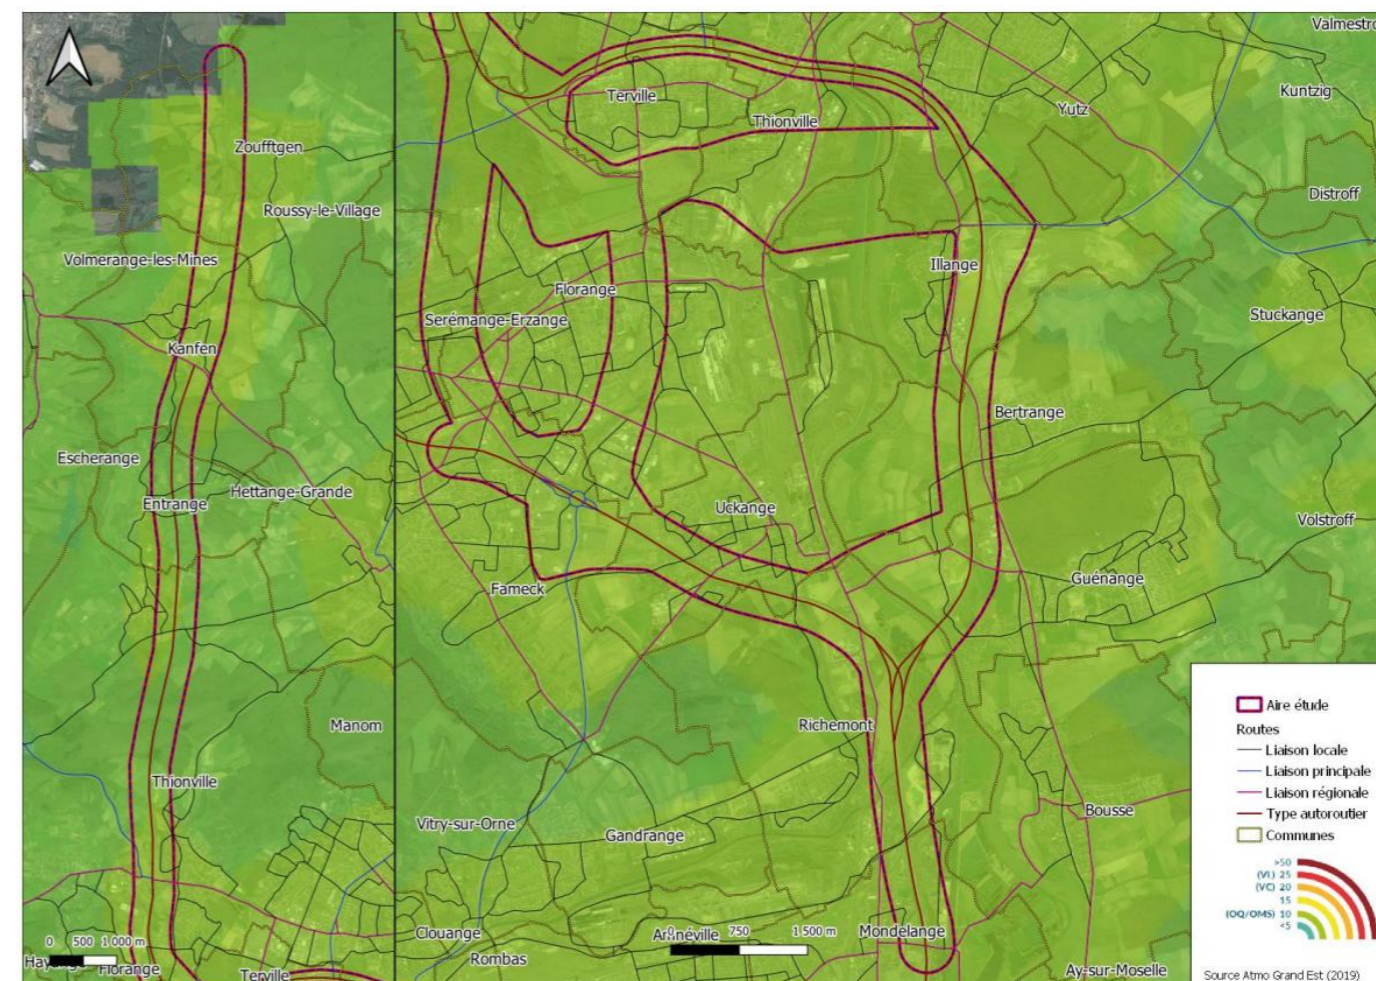 Zoufftgen
Roussy-le-Village
Volmerange-les-Mines
Kanfen
Escherange
Entrange
Hettange-Grande
Manom
Thionville
0 500 1 000 m
Florange
Terville
Valmestro
Terville
Thionville
Yutz
Kuntzig
Distroff
Illange
Florange
Serémange-Erzange
Stuckange
Bertrange
Uckange
Volstroff
Fameck
Guénange
Richemont
Vitry-sur-Orne
Gandrange
Bousse
Clouange
Rombas
750 1 500 m
Mondelange
Ay-sur-Moselle
Aire étude
Routes
Liaison locale
Liaison principale
Liaison régionale
Type autoroutier
Communes
>50
(VL) 25
(VC) 20
15
(OQ/OMS) 10
<5
Source Atmo Grand Est (2019)